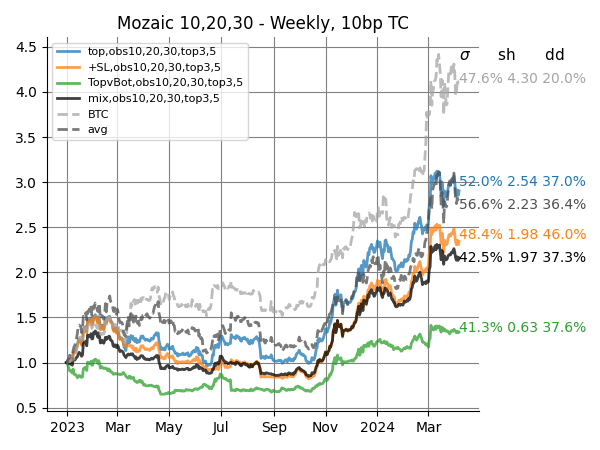 Mozaic 10,20,30 - Weekly, 10bp TC
σ sh dd
top,obs10,20,30,top3,5
+SL,obs10,20,30,top3,5
TopvBot,obs10,20,30,top3,5
mix,obs10,20,30,top3,5
BTC
avg
4.5
4.0
3.5
3.0
2.5
2.0
1.5
1.0
0.5
47.6% 4.30 20.0%
52.0% 2.54 37.0%
56.6% 2.23 36.4%
48.4% 1.98 46.0%
42.5% 1.97 37.3%
41.3% 0.63 37.6%
2023 Mar May Jul Sep Nov 2024 Mar